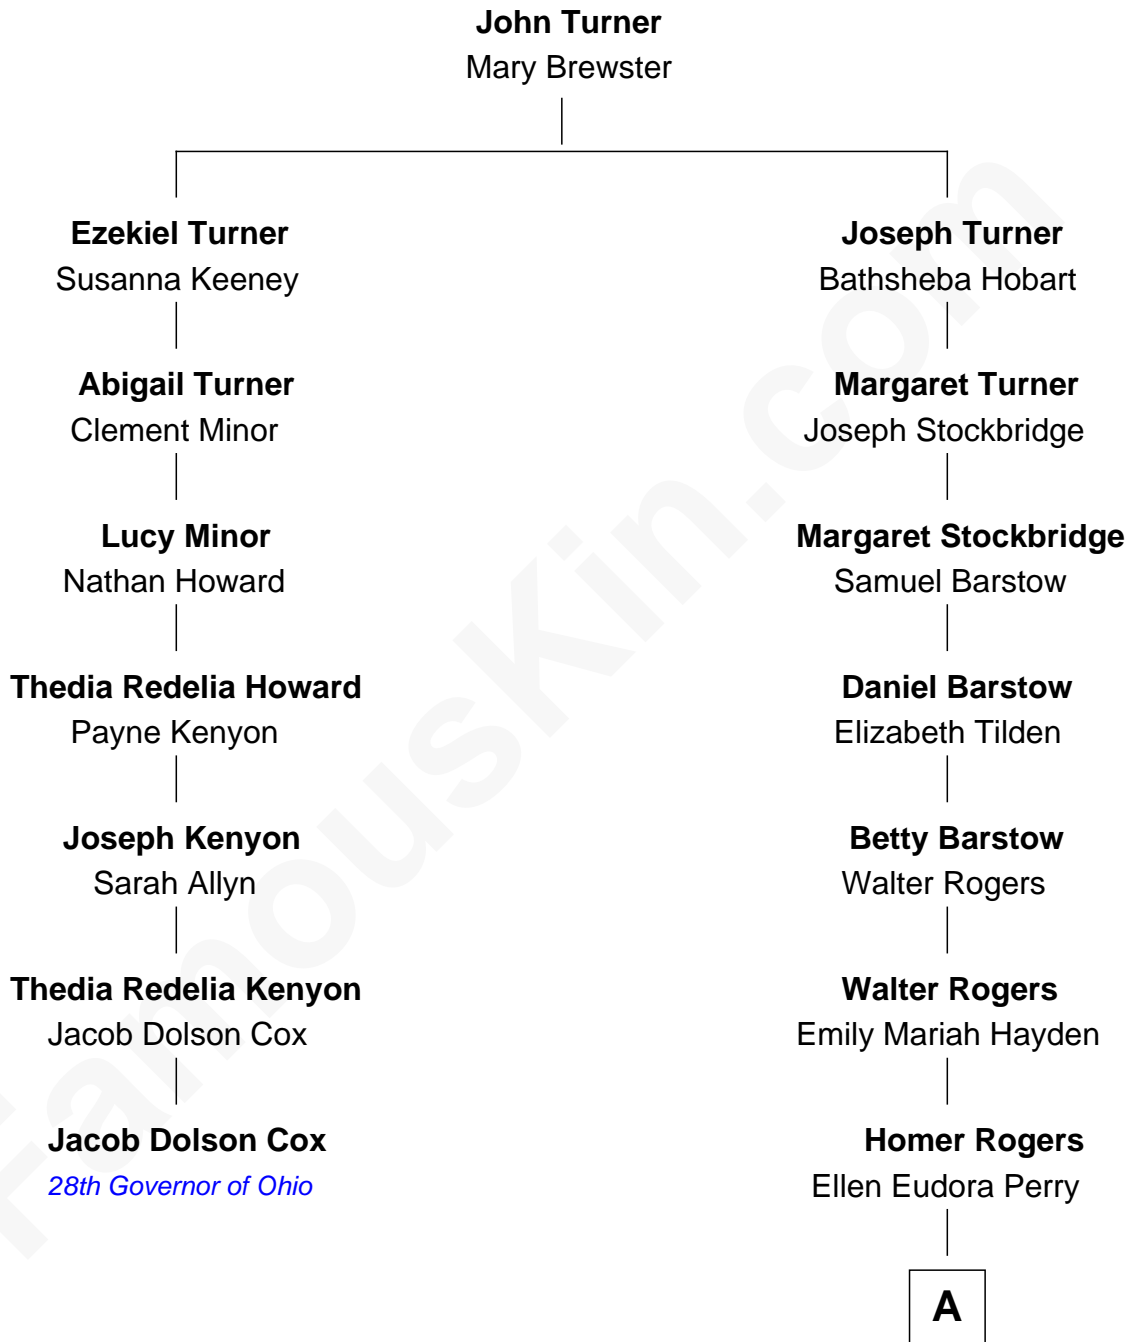 John Turner
Mary Brewster
Ezekiel Turner
Susanna Keeney
Abigail Turner
Clement Minor
Lucy Minor
Nathan Howard
Thedia Redelia Howard
Payne Kenyon
Joseph Kenyon
Sarah Allyn
Thedia Redelia Kenyon
Jacob Dolson Cox
Jacob Dolson Cox
28th Governor of Ohio
Joseph Turner
Bathsheba Hobart
Margaret Turner
Joseph Stockbridge
Margaret Stockbridge
Samuel Barstow
Daniel Barstow
Elizabeth Tilden
Betty Barstow
Walter Rogers
Walter Rogers
Emily Mariah Hayden
Homer Rogers
Ellen Eudora Perry
A
FamousKin.com